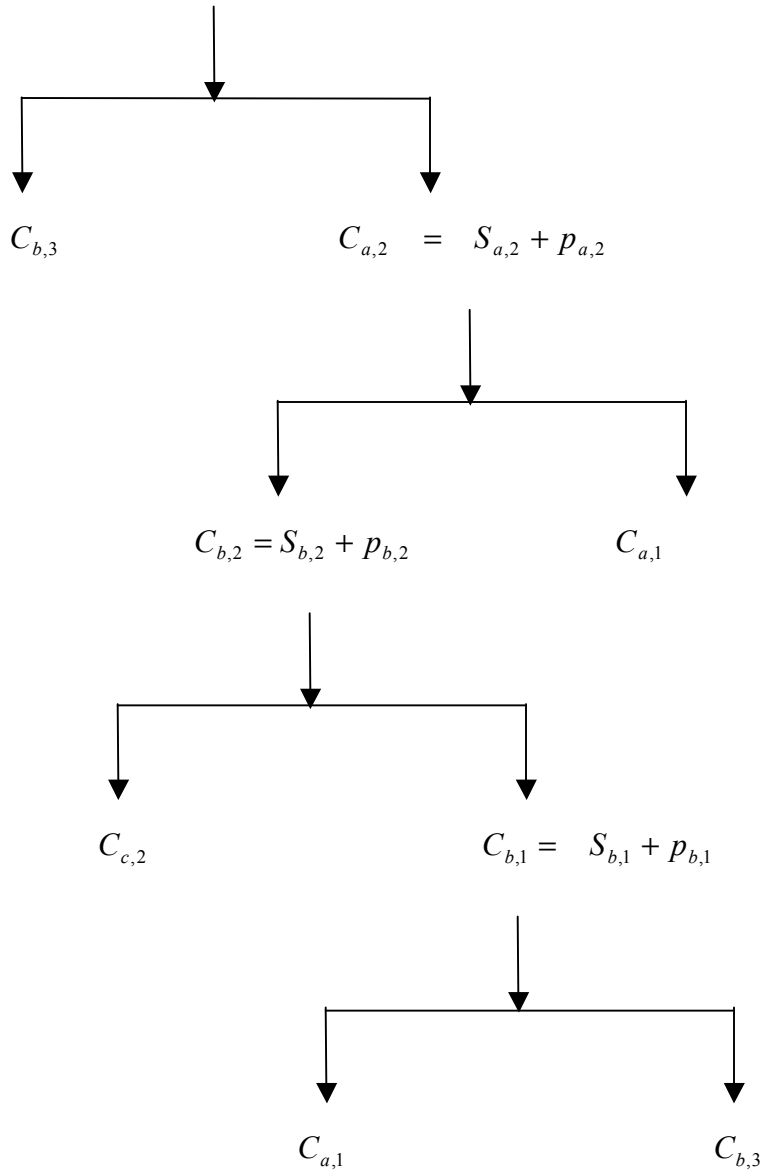 C_{b,3} C_{a,2} = S_{a,2} + p_{a,2}
C_{b,2} = S_{b,2} + p_{b,2} C_{a,1}
C_{c,2} C_{b,1} = S_{b,1} + p_{b,1}
C_{a,1} C_{b,3}